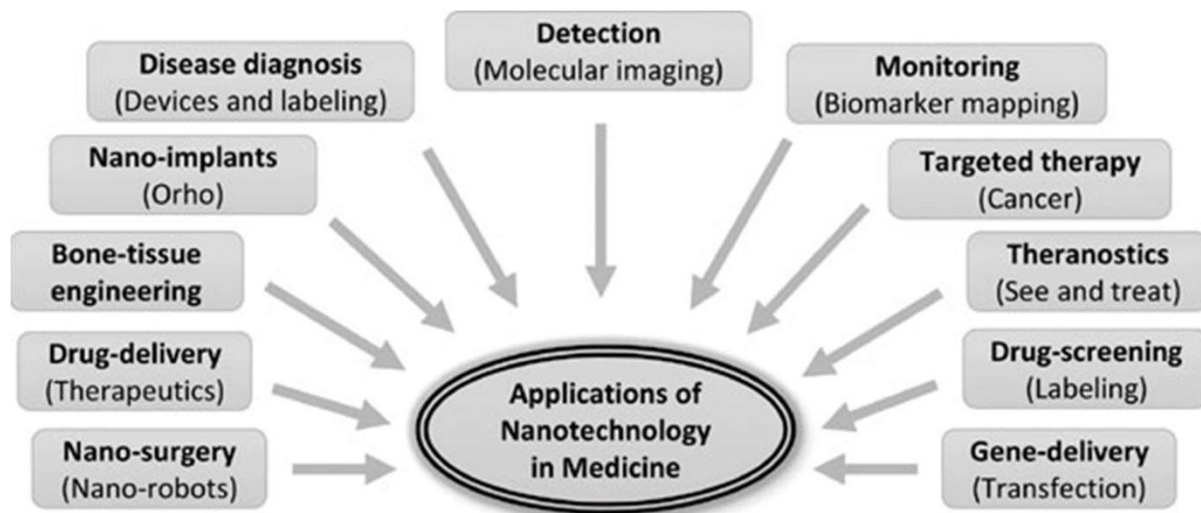 Detection
(Molecular imaging)
Disease diagnosis
(Devices and labeling)
Monitoring
(Biomarker mapping)
Nano-implants
(Orho)
Targeted therapy
(Cancer)
Bone-tissue
engineering
Theranostics
(See and treat)
Drug-delivery
(Therapeutics)
Drug-screening
(Labeling)
Nano-surgery
(Nano-robots)
Gene-delivery
(Transfection)
Applications of
Nanotechnology
in Medicine